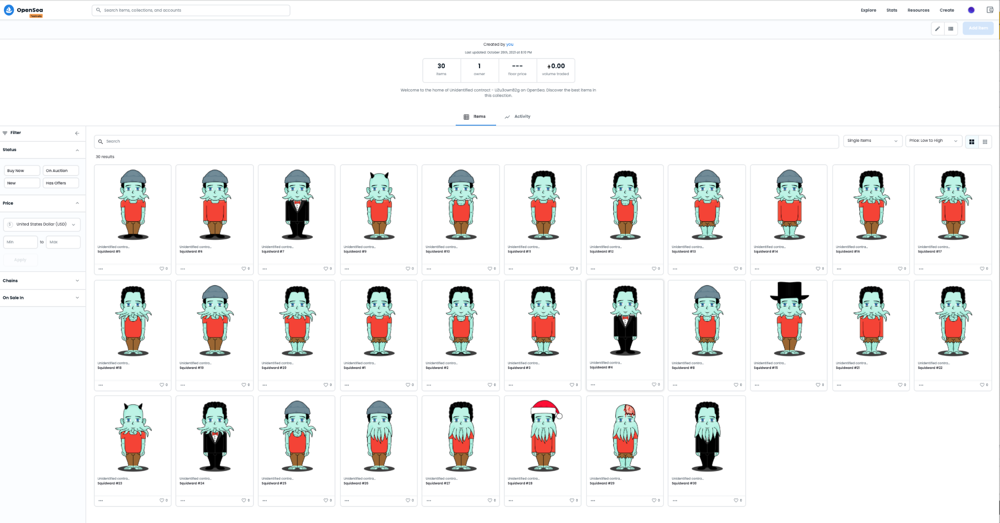 OpenSea
Testnets
Search items, collections, and accounts
Explore Stats Resources Create
Add item
Created by you
Last updated: October 26th, 2021 at 8:10 PM
30 1 --- 0.00
items owner floor price volume traded
Welcome to the home of Unidentified contract - UZu3ownB2g on OpenSea. Discover the best items in
this collection.
Items Activity
Filter
Status
Buy Now On Auction
New Has Offers
Price
$ United States Dollar (USD)
Min to Max
Apply
Chains
On Sale In
Search
Single Items
Price: Low to High
30 results
Unidentified contra... Unidentified contra... Unidentified contra... Unidentified contra... Unidentified contra... Unidentified contra... Unidentified contra... Unidentified contra... Unidentified contra... Unidentified contra... Unidentified contra...
Squidward #5 Squidward #6 Squidward #7 Squidward #9 Squidward #10 Squidward #11 Squidward #12 Squidward #13 Squidward #14 Squidward #16 Squidward #17
0 0 0 0 0 0 0 0 0 0 0
Unidentified contra... Unidentified contra... Unidentified contra... Unidentified contra... Unidentified contra... Unidentified contra... Unidentified contra... Unidentified contra... Unidentified contra... Unidentified contra... Unidentified contra...
Squidward #18 Squidward #19 Squidward #20 Squidward #1 Squidward #2 Squidward #3 Squidward #4 Squidward #8 Squidward #15 Squidward #21 Squidward #22
0 0 0 0 0 0 0 0 0 0 0
Unidentified contra... Unidentified contra... Unidentified contra... Unidentified contra... Unidentified contra... Unidentified contra... Unidentified contra... Unidentified contra...
Squidward #23 Squidward #24 Squidward #25 Squidward #26 Squidward #27 Squidward #28 Squidward #29 Squidward #30
0 0 0 0 0 0 0 0